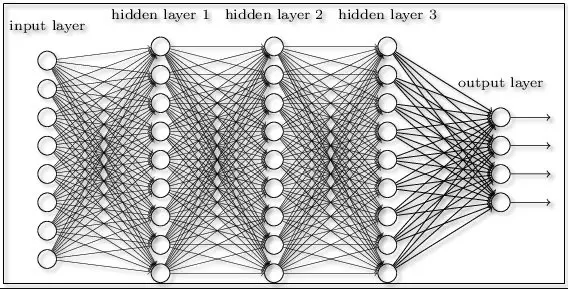 hidden layer 1 hidden layer 2 hidden layer 3
input layer
output layer